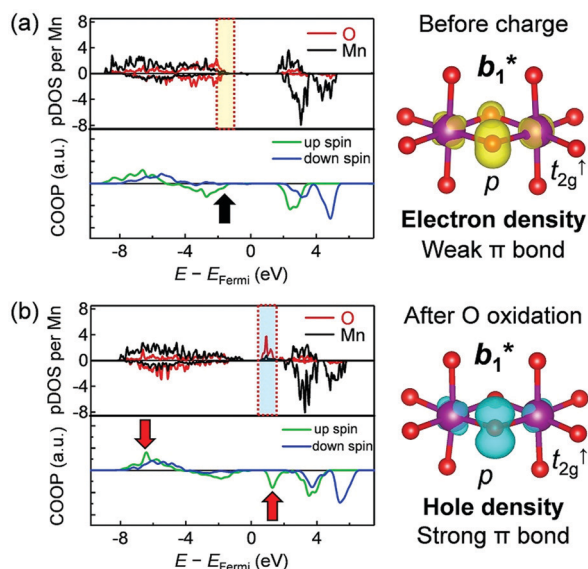 (a)
8
4
0
4
8
pDOS per Mn
O
Mn
COOP (a.u.)
up spin
down spin
-8 -4 0 4
E − E_Fermi (eV)
Before charge
b₁*
p
t₂g↑
Electron density
Weak π bond
(b)
8
4
0
4
8
pDOS per Mn
O
Mn
COOP (a.u.)
up spin
down spin
-8 -4 0 4
E − E_Fermi (eV)
After O oxidation
b₁*
p
t₂g↑
Hole density
Strong π bond